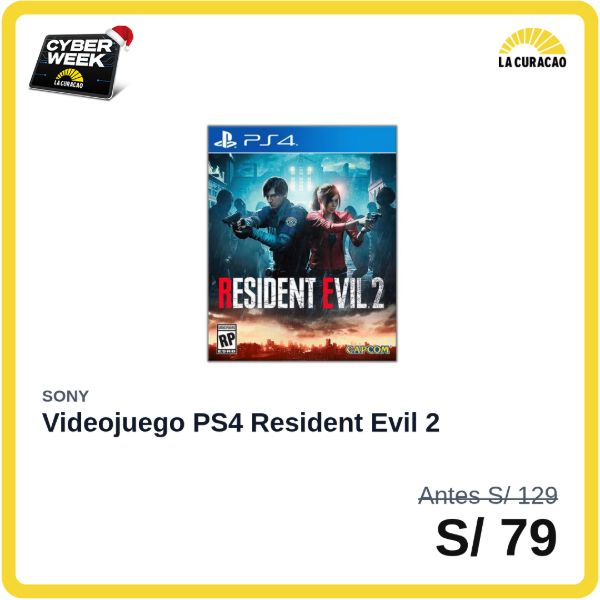 CYBER
WEEK
LA CURACAO
LA CURACAO
PS4
RESIDENT EVIL 2
RP
ESRB
CAPCOM
SONY
Videojuego PS4 Resident Evil 2
Antes S/ 129
S/ 79